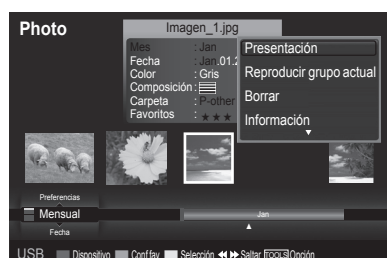 Photo
Imagen_1.jpg
Mes : Jan
Fecha : Jan.01.2
Color : Gris
Composición :
Carpeta : P-other
Favoritos : ★ ★ ★
Presentación
Reproducir grupo actual
Borrar
Información
Preferencias
Mensual
Fecha
Jan
USB Dispositivo Conf fav Selección Saltar TOOLS Opción